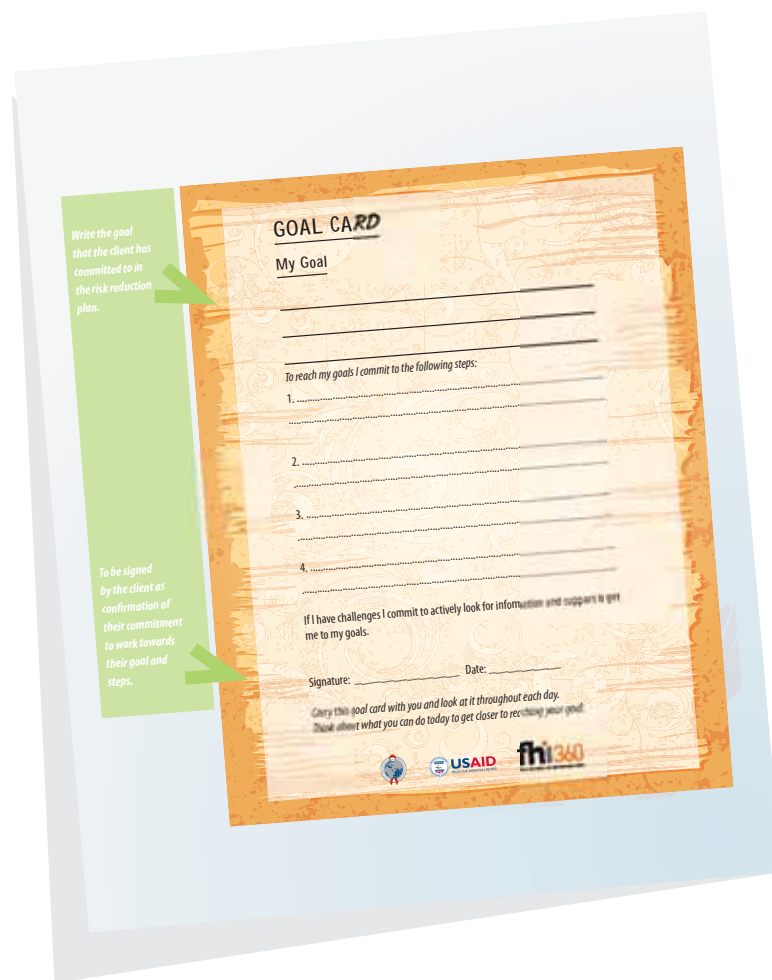 Write the goal
that the client has
committed to in
the risk reduction
plan.
GOAL CARD
My Goal
To reach my goals I commit to the following steps:
1.
2.
3.
4.
If I have challenges I commit to actively look for information and support to get
me to my goals.
To be signed
by the client as
confirmation of
their commitment
to work towards
their goal and
steps.
Signature: Date:
Carry this goal card with you and look at it throughout each day.
Think about what you can do today to get closer to reaching your goal!
USAID
fhi360